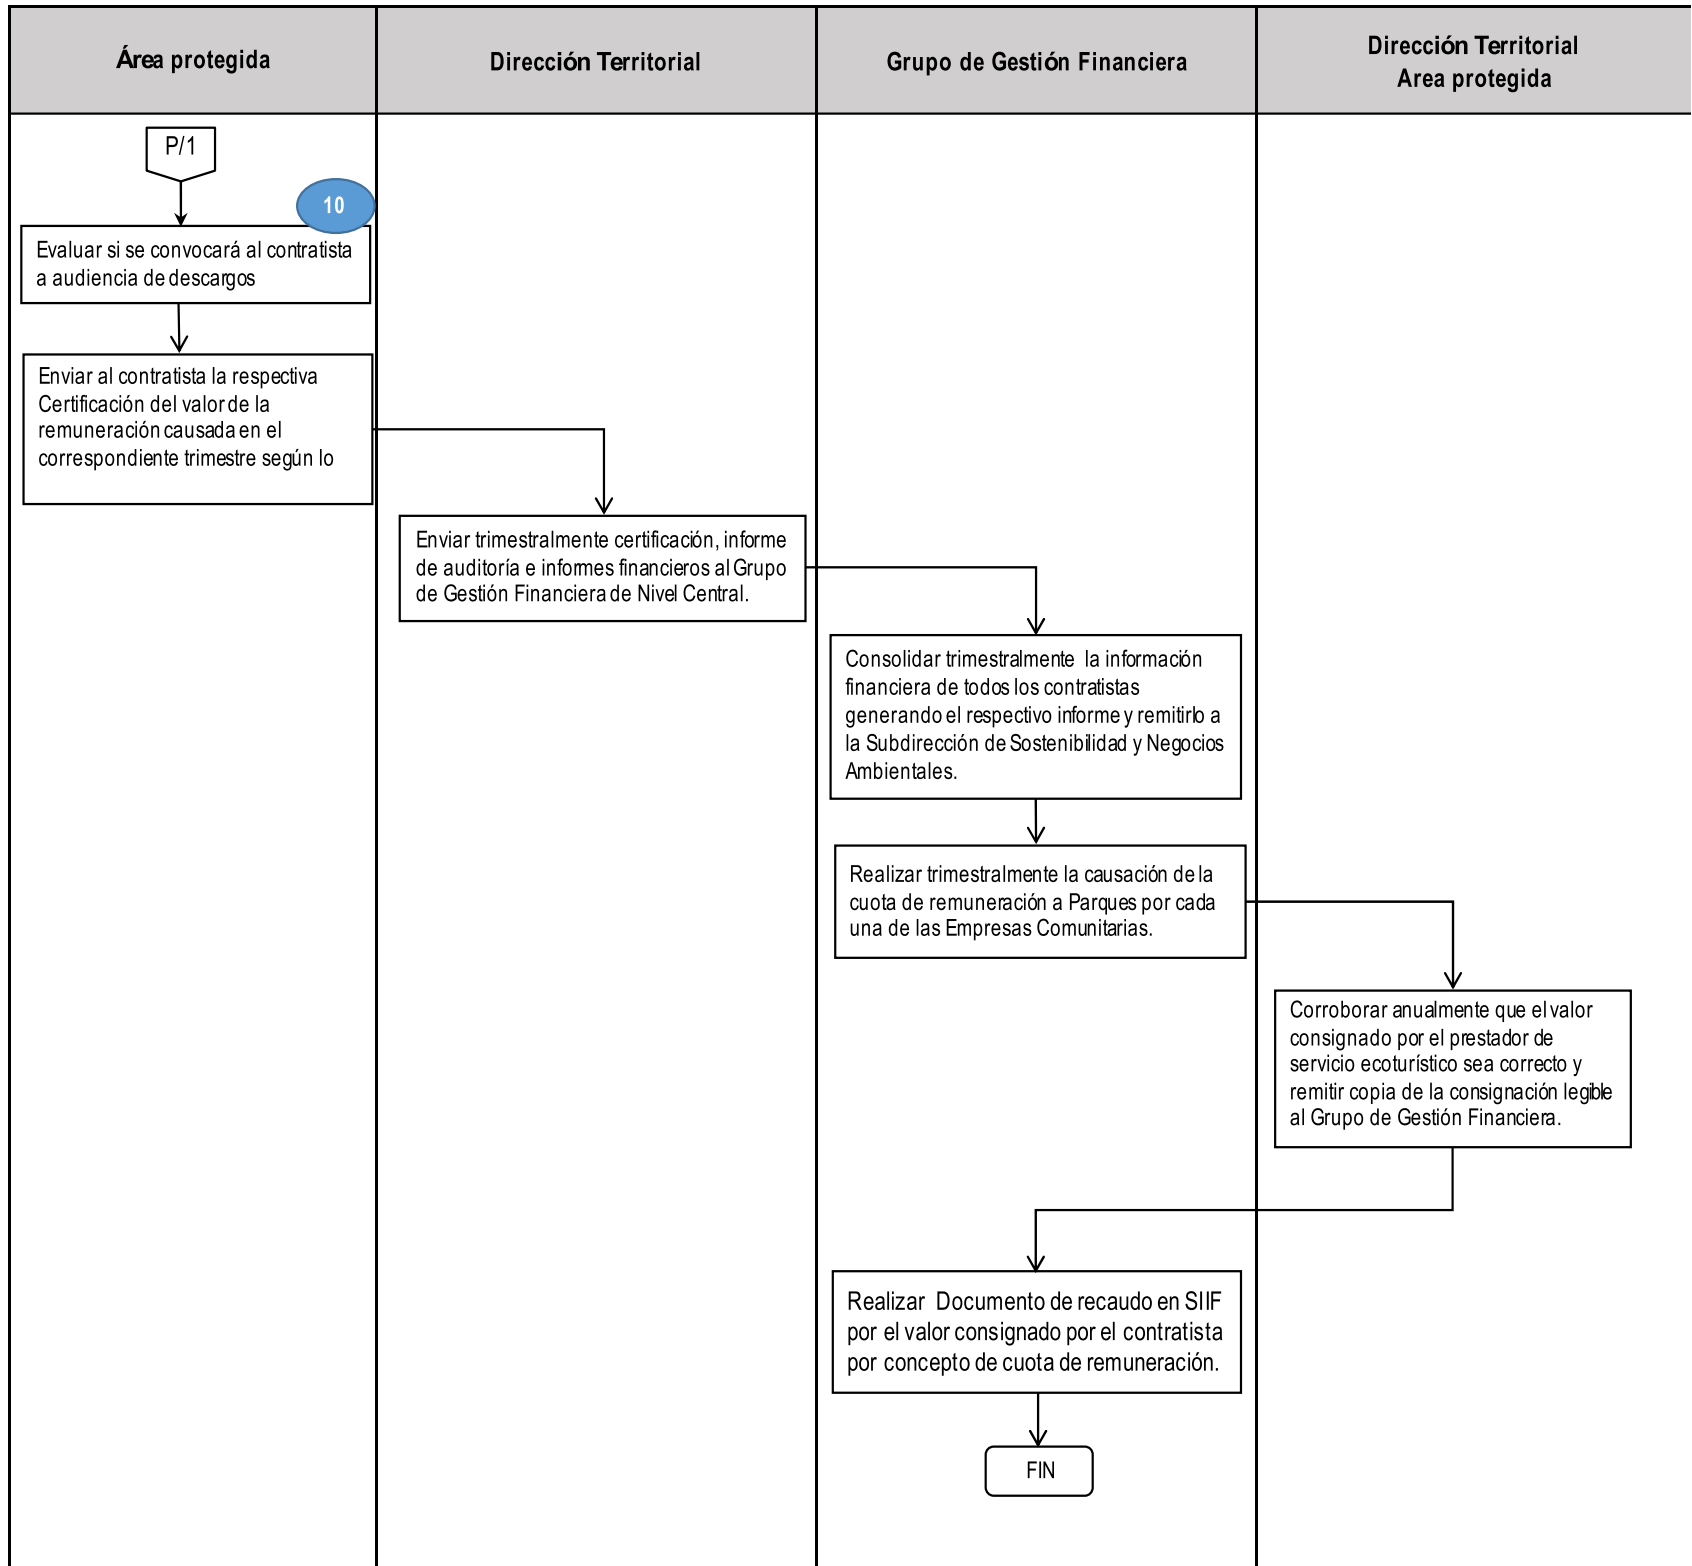 Área protegida
Dirección Territorial
Grupo de Gestión Financiera
Dirección Territorial
Area protegida
P/1
10
Evaluar si se convocará al contratista
a audiencia de descargos
Enviar al contratista la respectiva
Certificación del valor de la
remuneración causada en el
correspondiente trimestre según lo
Enviar trimestralmente certificación, informe
de auditoría e informes financieros al Grupo
de Gestión Financiera de Nivel Central.
Consolidar trimestralmente la información
financiera de todos los contratistas
generando el respectivo informe y remitirlo a
la Subdirección de Sostenibilidad y Negocios
Ambientales.
Realizar trimestralmente la causación de la
cuota de remuneración a Parques por cada
una de las Empresas Comunitarias.
Corroborar anualmente que el valor
consignado por el prestador de
servicio ecoturístico sea correcto y
remitir copia de la consignación legible
al Grupo de Gestión Financiera.
Realizar Documento de recaudo en SIIF
por el valor consignado por el contratista
por concepto de cuota de remuneración.
FIN